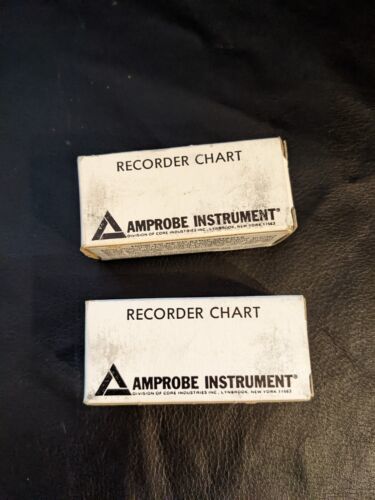 RECORDER CHART
AMPROBE INSTRUMENT®
DIVISION OF CORE INDUSTRIES INC., LYNBROOK, NEW YORK 11563
RECORDER CHART
AMPROBE INSTRUMENT®
DIVISION OF CORE INDUSTRIES INC., LYNBROOK, NEW YORK 11563